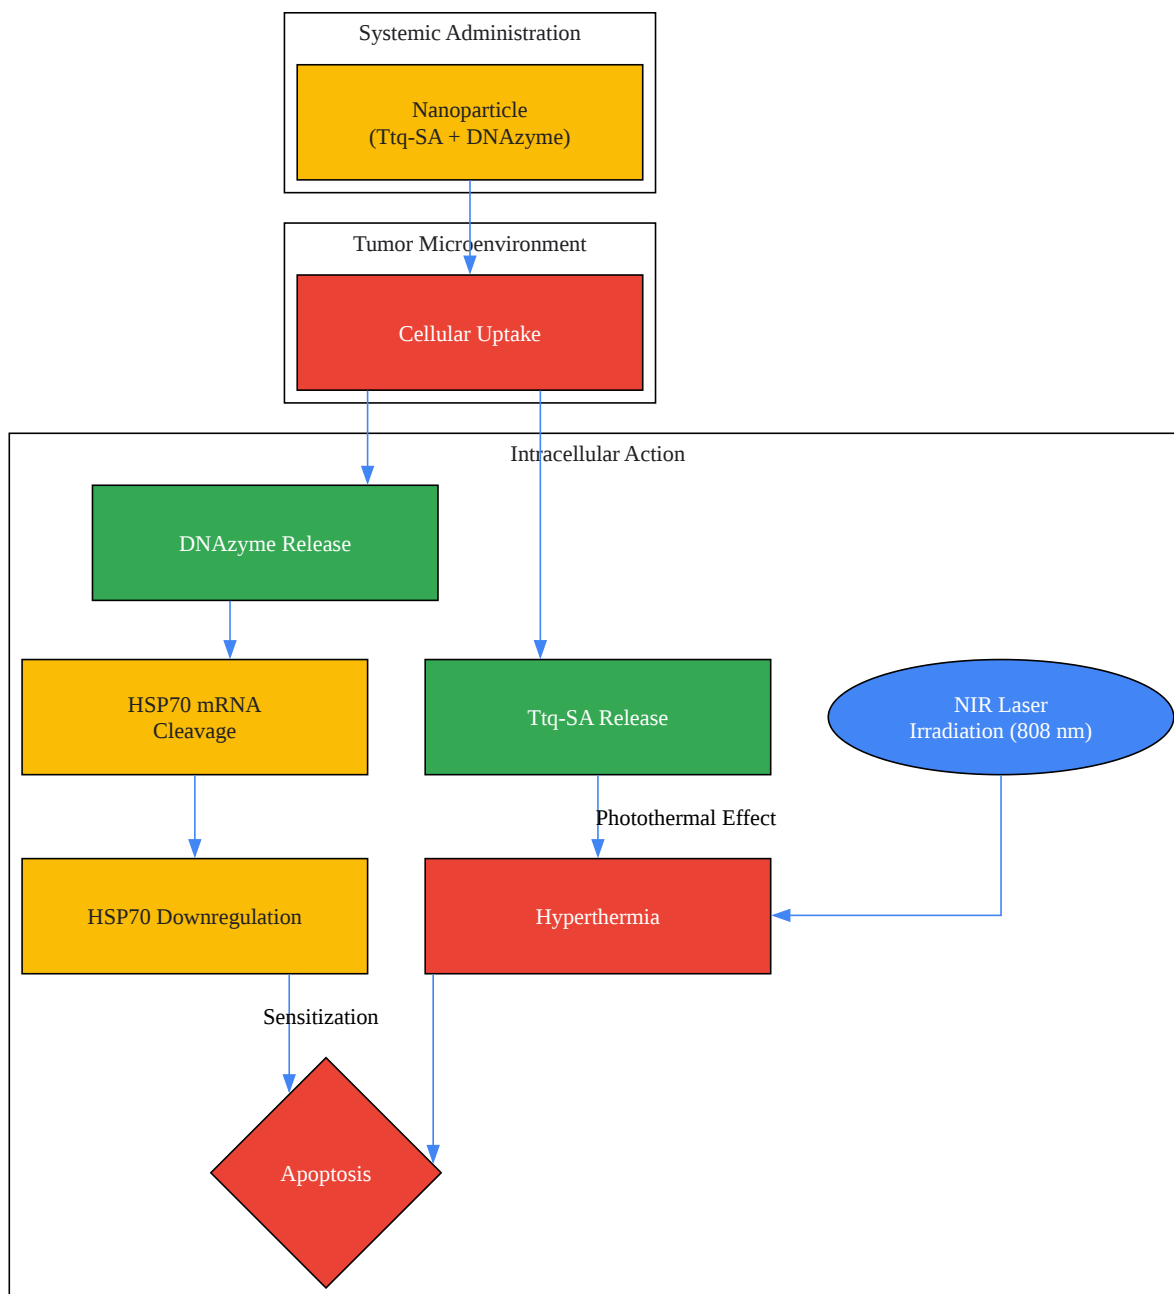 Systemic Administration
Nanoparticle
(Ttq-SA + DNAzyme)
Tumor Microenvironment
Cellular Uptake
Intracellular Action
DNAzyme Release
HSP70 mRNA
Cleavage
Ttq-SA Release
NIR Laser
Irradiation (808 nm)
Photothermal Effect
HSP70 Downregulation
Hyperthermia
Sensitization
Apoptosis